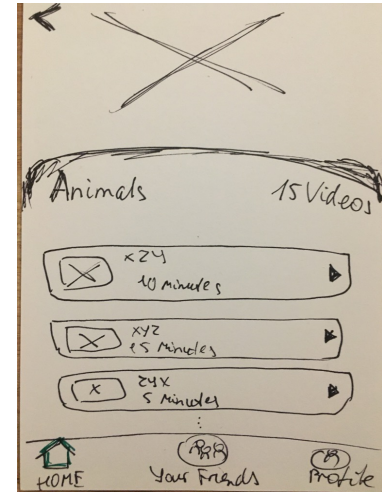 Animals 15 Videos
xzy
10 minutes
xyz
15 minutes
zyx
5 minutes
HOME Your Friends Profile